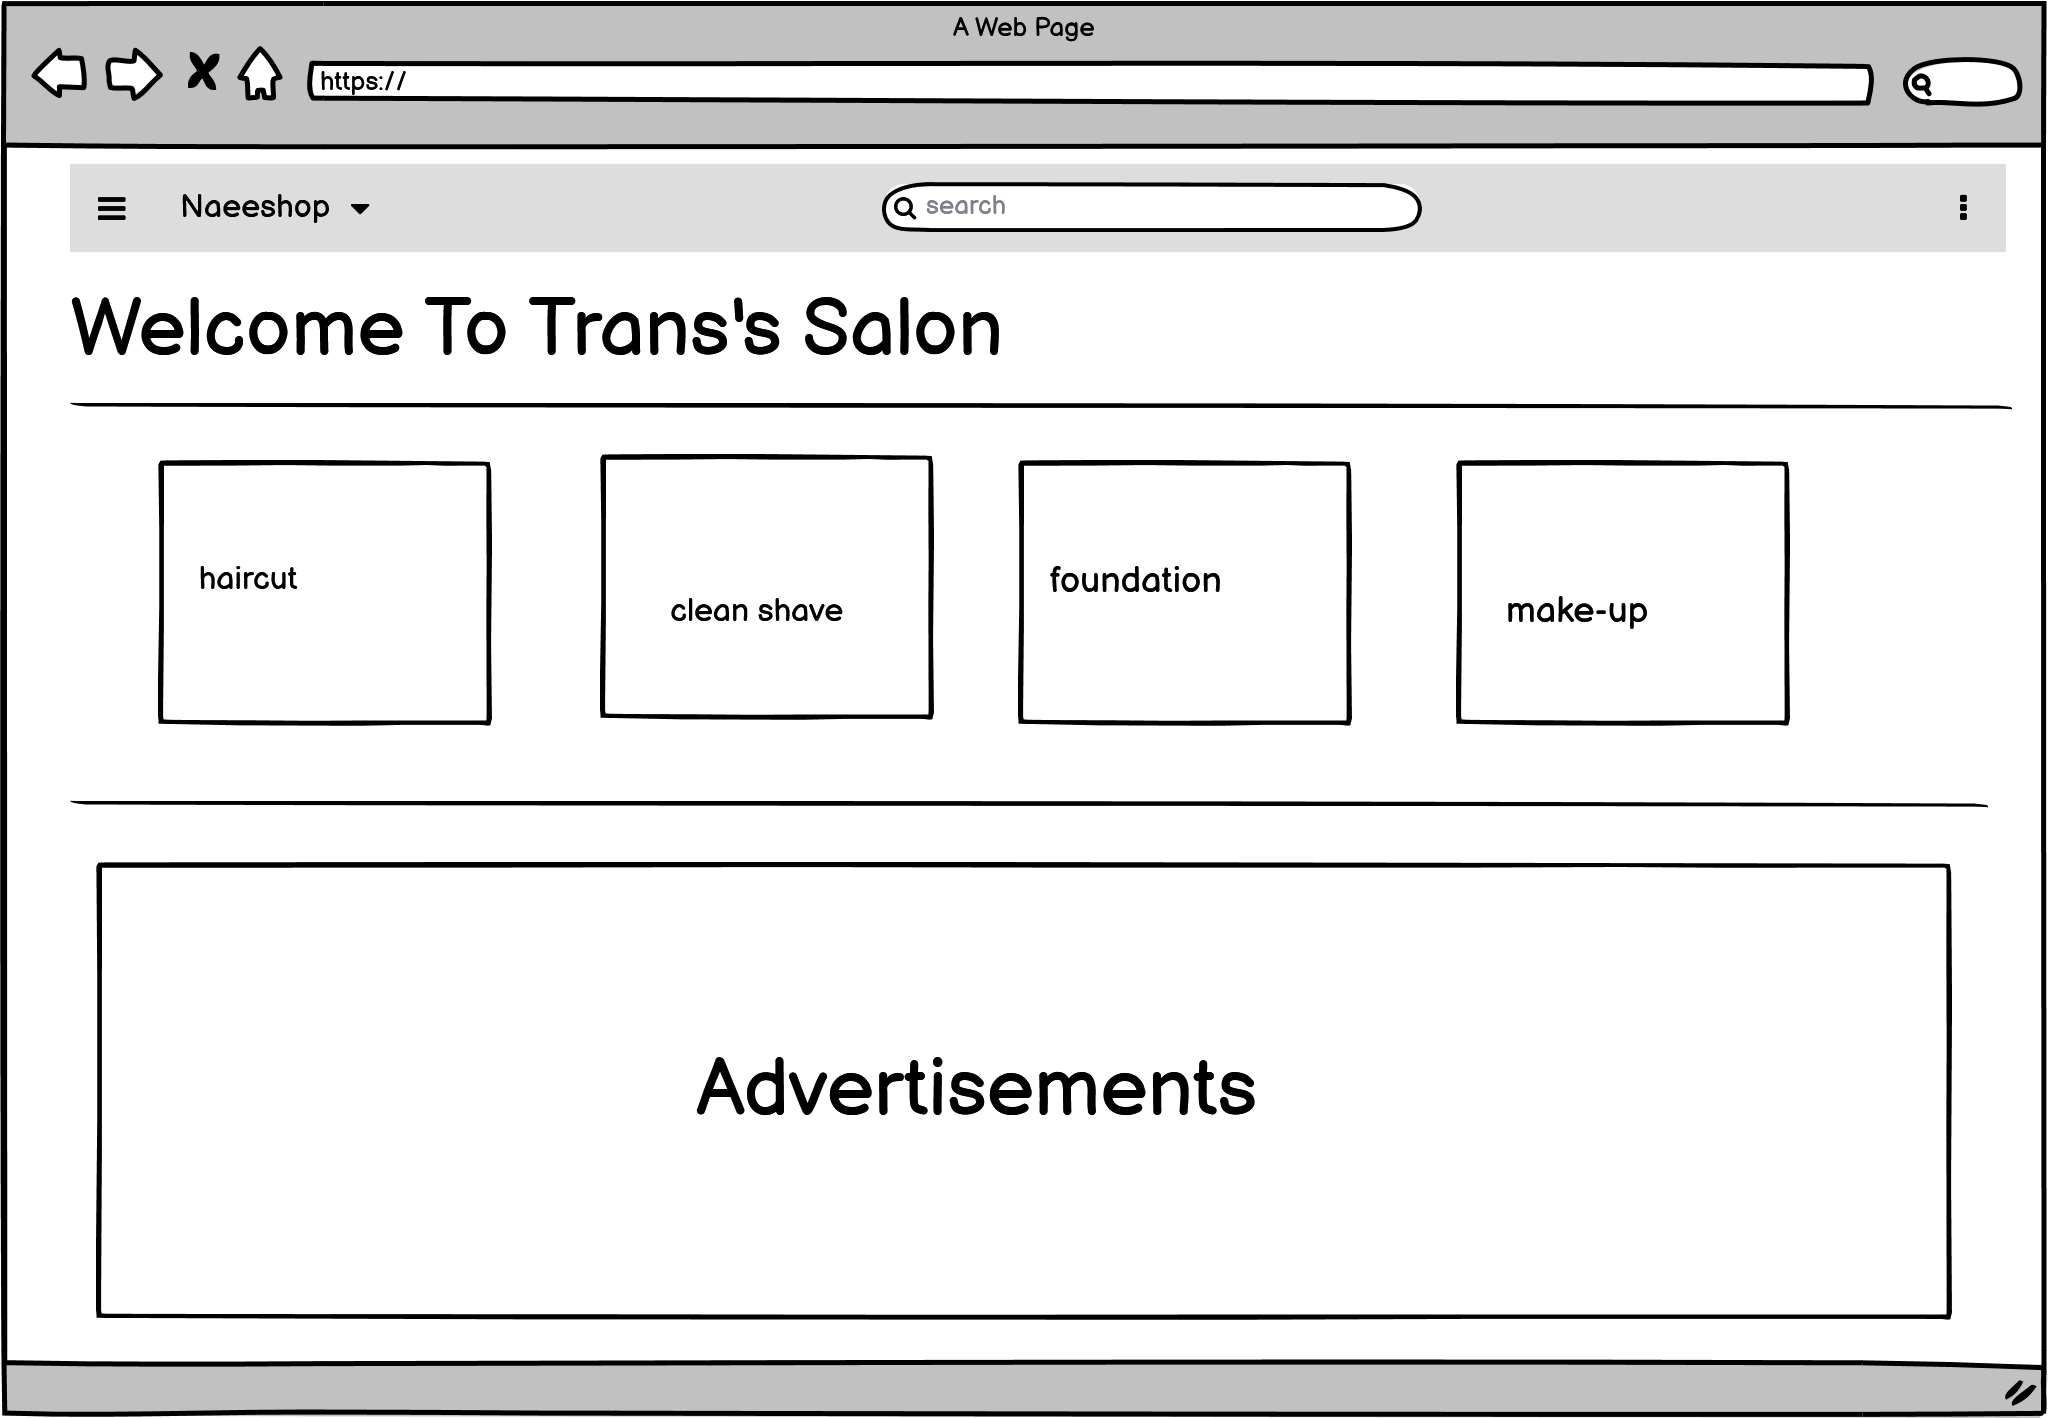 A Web Page
https://
Naeeshop
search
Welcome To Trans's Salon
haircut
clean shave
foundation
make-up
Advertisements